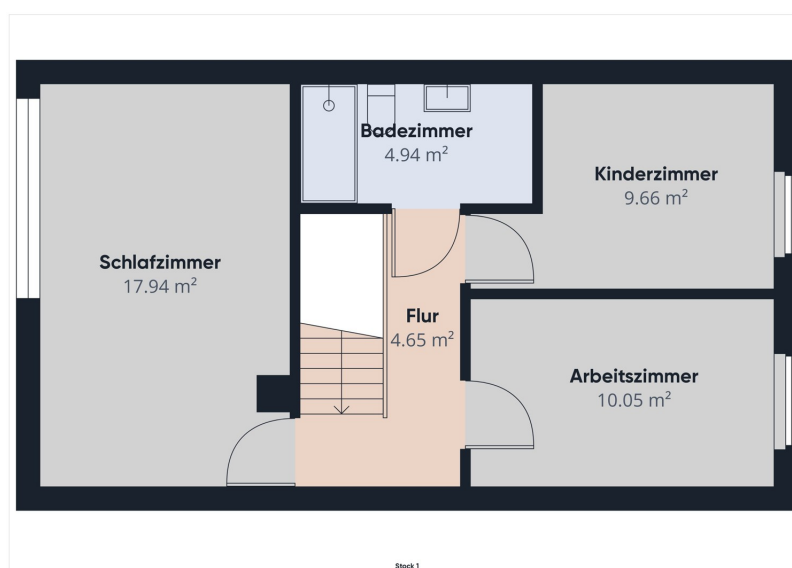 Badezimmer
4.94 m²
Kinderzimmer
9.66 m²
Schlafzimmer
17.94 m²
Flur
4.65 m²
Arbeitszimmer
10.05 m²
Stock 1